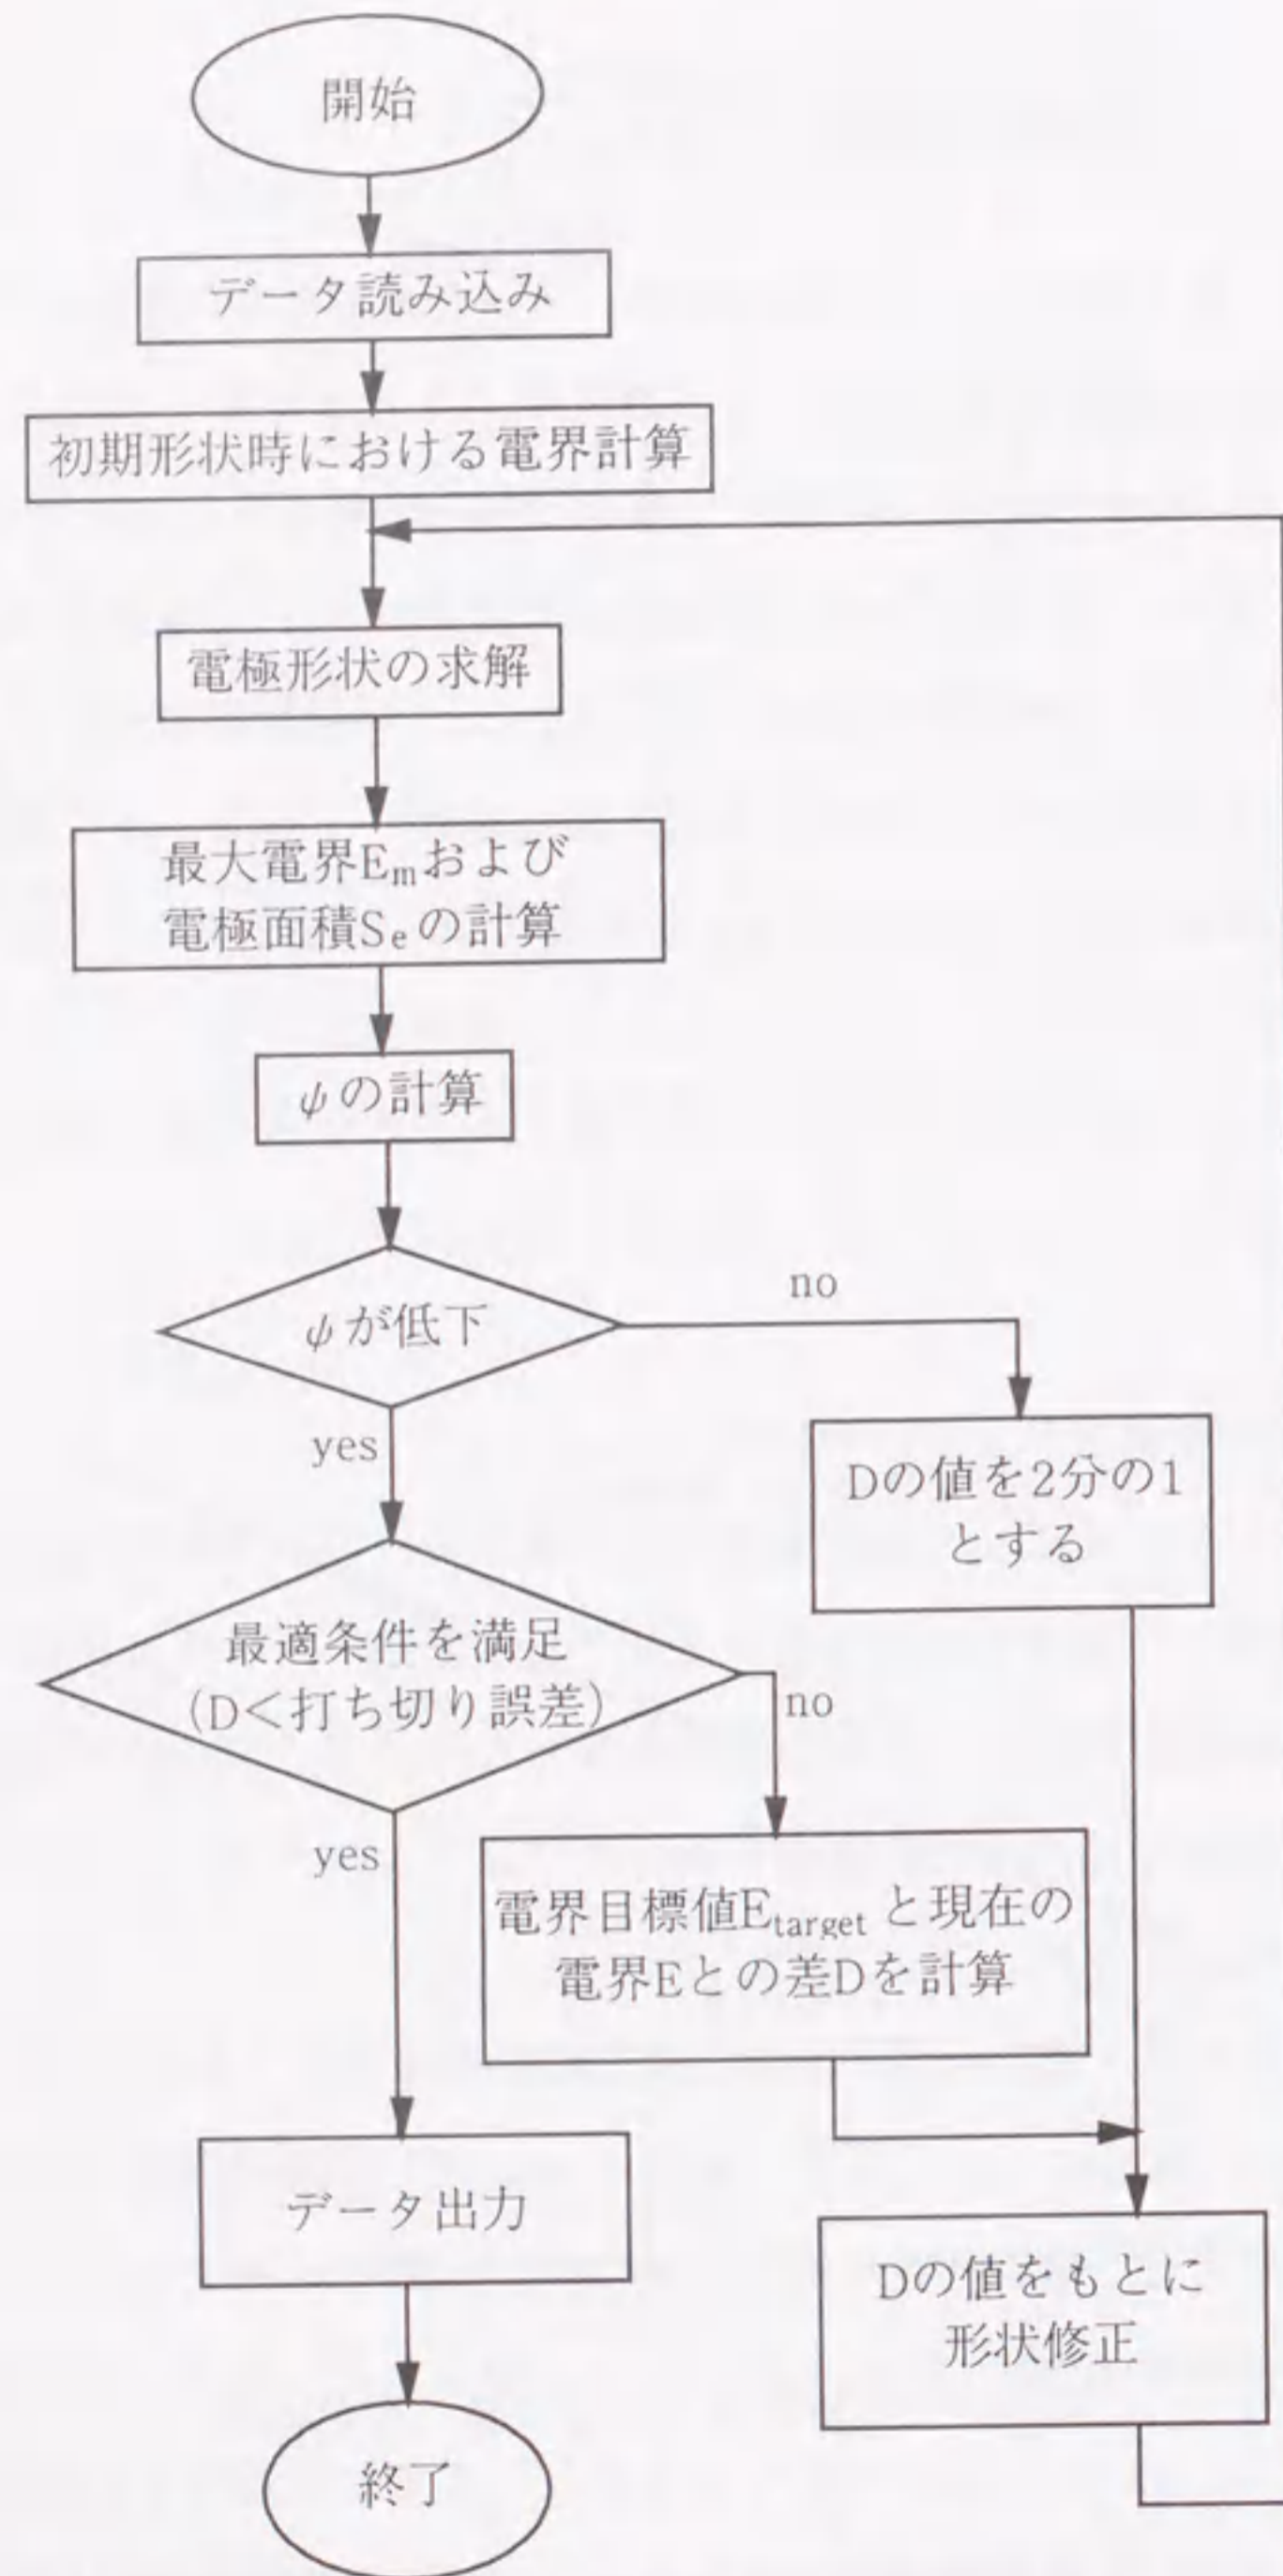 開始
データ読み込み
初期形状時における電界計算
電極形状の求解
最大電界Emおよび
電極面積Seの計算
ψの計算
ψが低下
no
yes
Dの値を2分の1
とする
最適条件を満足
(D<打ち切り誤差)
no
yes
電界目標値Etargetと現在の
電界Eとの差Dを計算
データ出力
Dの値をもとに
形状修正
終了